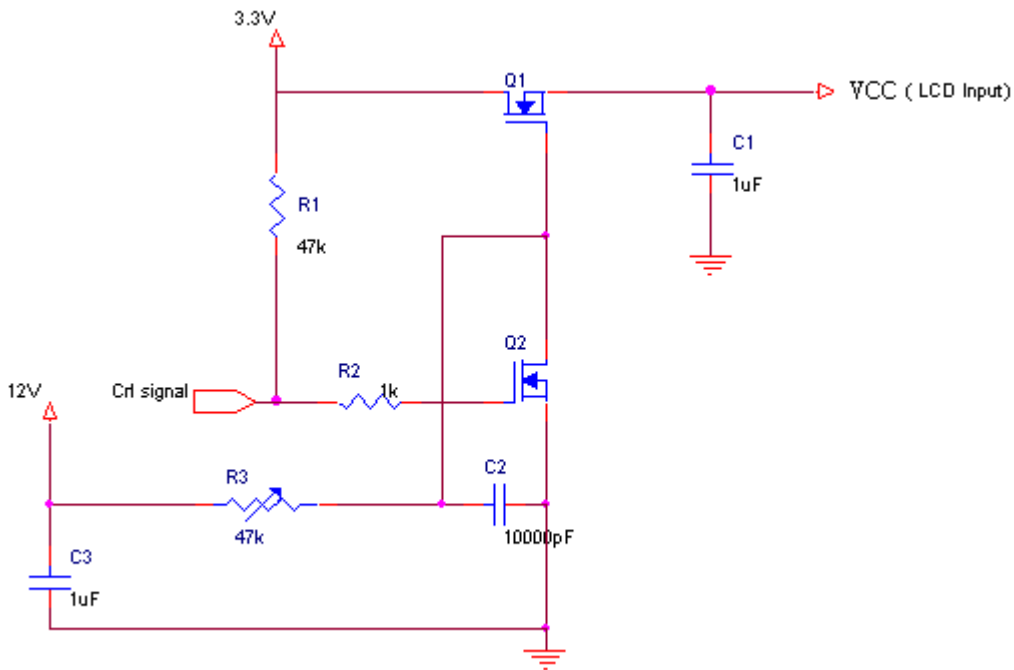 3.3V
Q1
VCC ( LCD Input)
C1
1uF
R1
47k
Q2
R2
1k
Crl signal
12V
R3
47k
C2
10000pF
C3
1uF